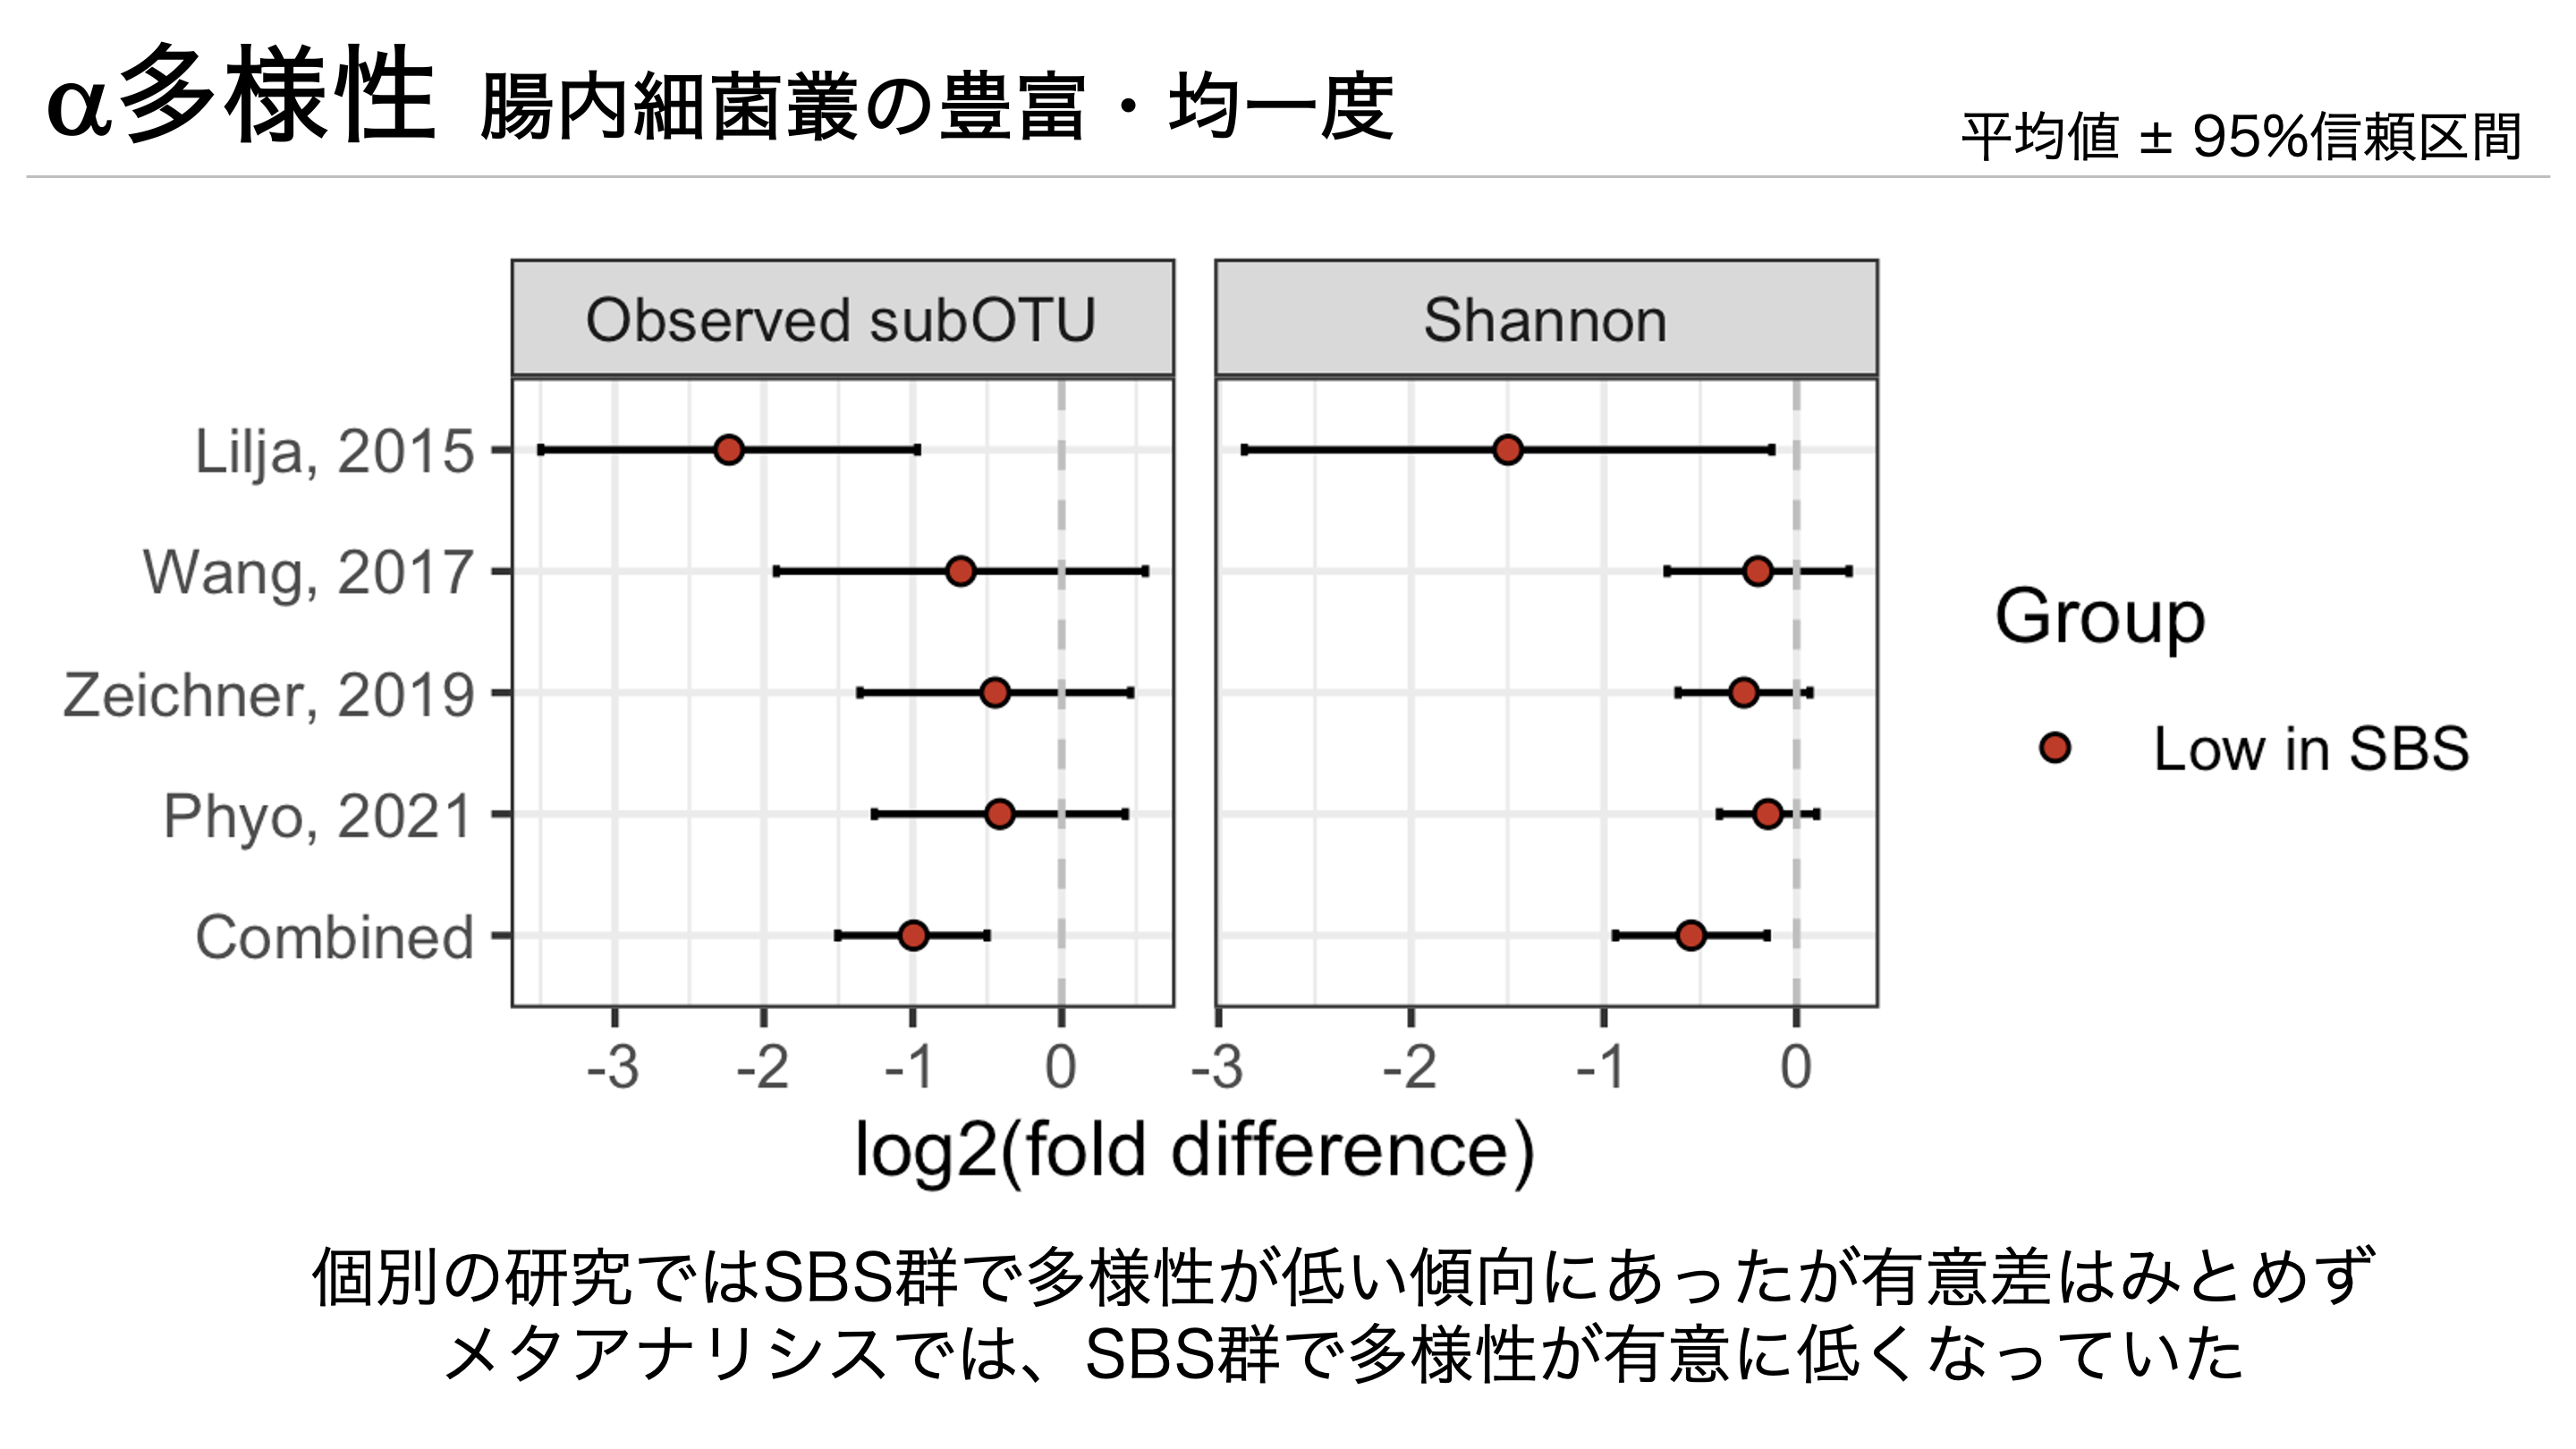 α多様性 腸内細菌叢の豊富・均一度
平均値 ± 95%信頼区間
Observed subOTU
Shannon
Lilja, 2015
Wang, 2017
Zeichner, 2019
Phyo, 2021
Combined
-3 -2 -1 0
-3 -2 -1 0
log2(fold difference)
Group
Low in SBS
個別の研究ではSBS群で多様性が低い傾向にあったが有意差はみとめず
メタアナリシスでは、SBS群で多様性が有意に低くなっていた